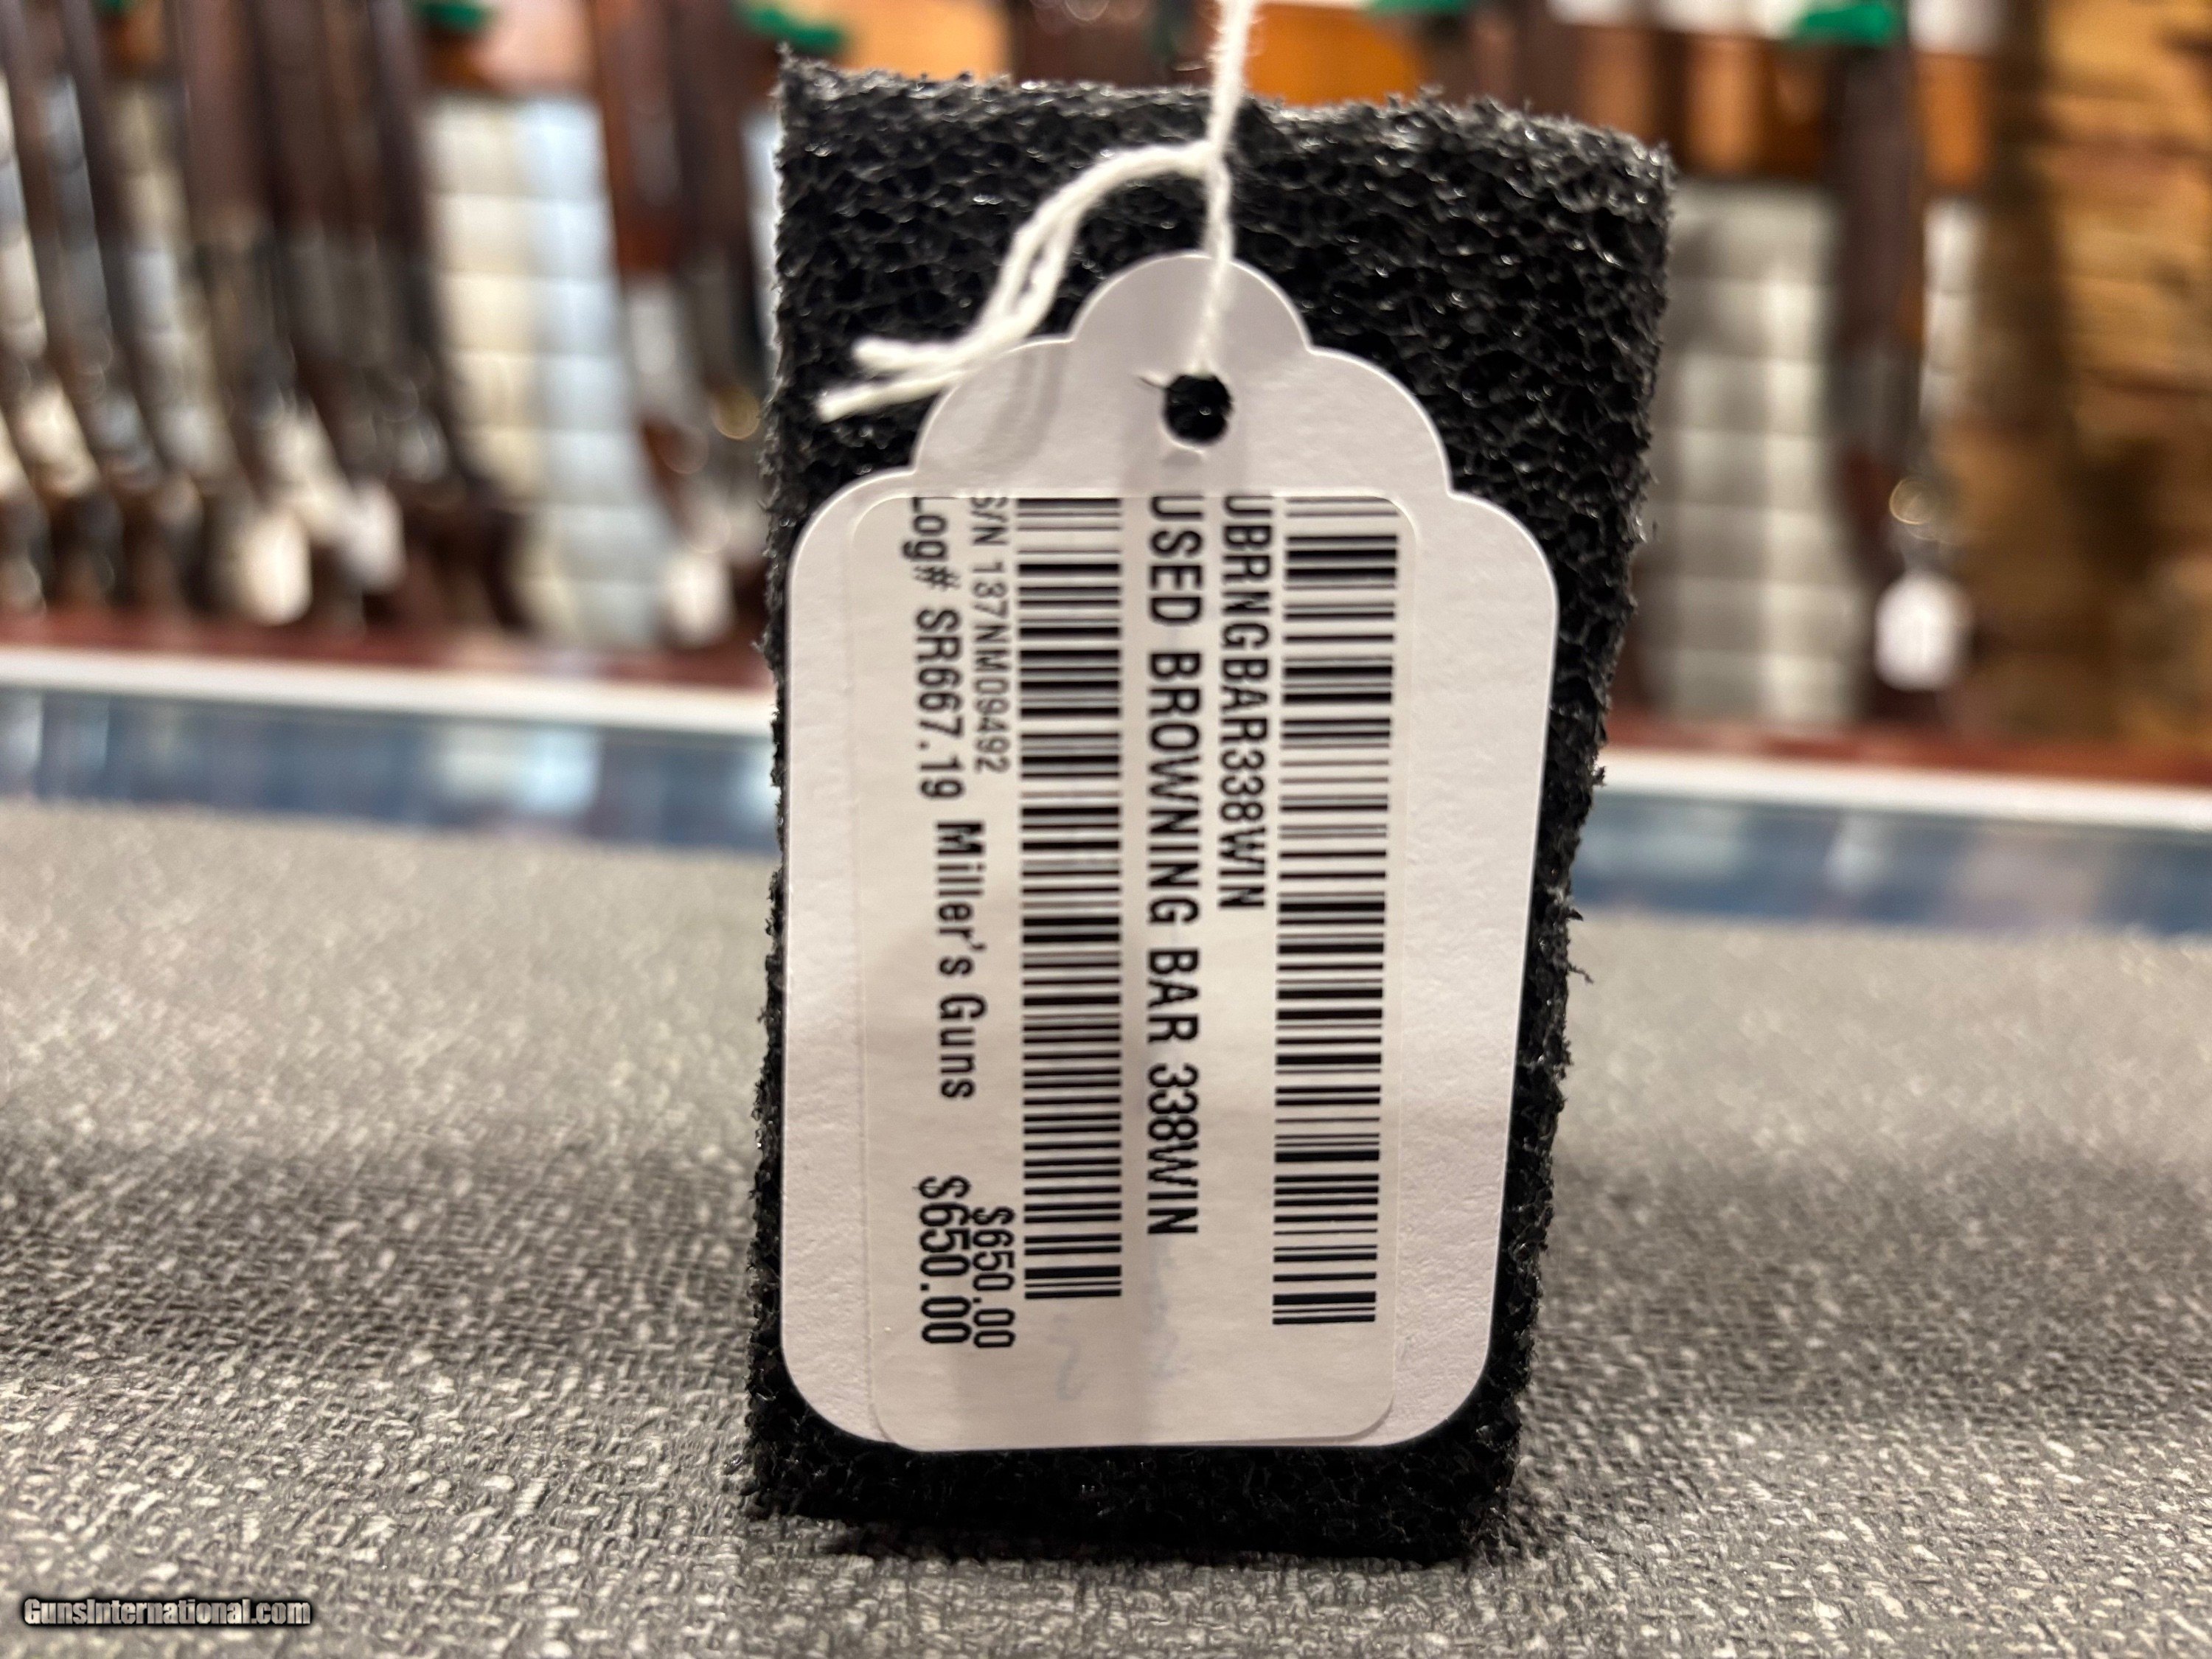 UBRNGBAR338WIN
USED BROWNING BAR 338WIN
S/N 137NM09492 $650.00
Log# SR667.19 Miller's Guns $650.00
GunsInternational.com